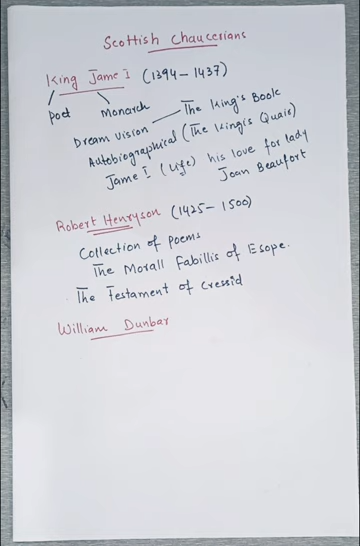 Scottish Chaucerians
King Jame I (1394-1437)
Poet Monarch
Dream Vision The King's Book
Autobiographical (The Kingis Quair)
Jame I (Life) his love for lady
Joan Beaufort
Robert Henryson (1425-1500)
Collection of poems
The Morall Fabillis of Esope.
The Testament of Cressid
William Dunbar